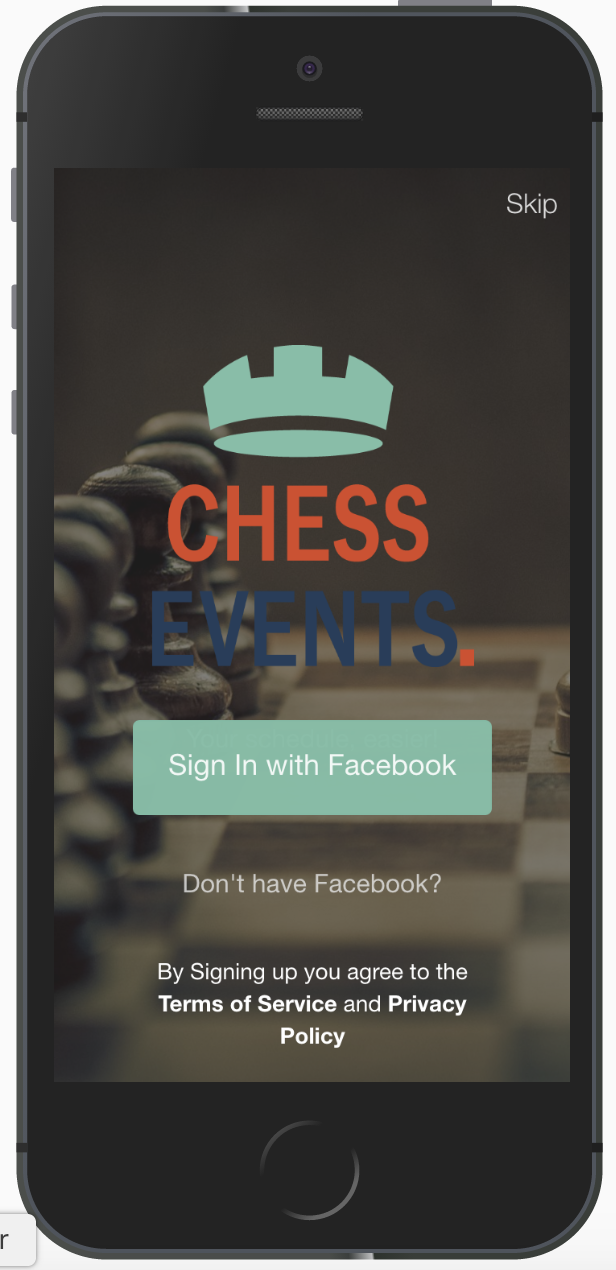 Skip
CHESS
EVENTS.
Sign In with Facebook
Don't have Facebook?
By Signing up you agree to the
Terms of Service and Privacy
Policy
r